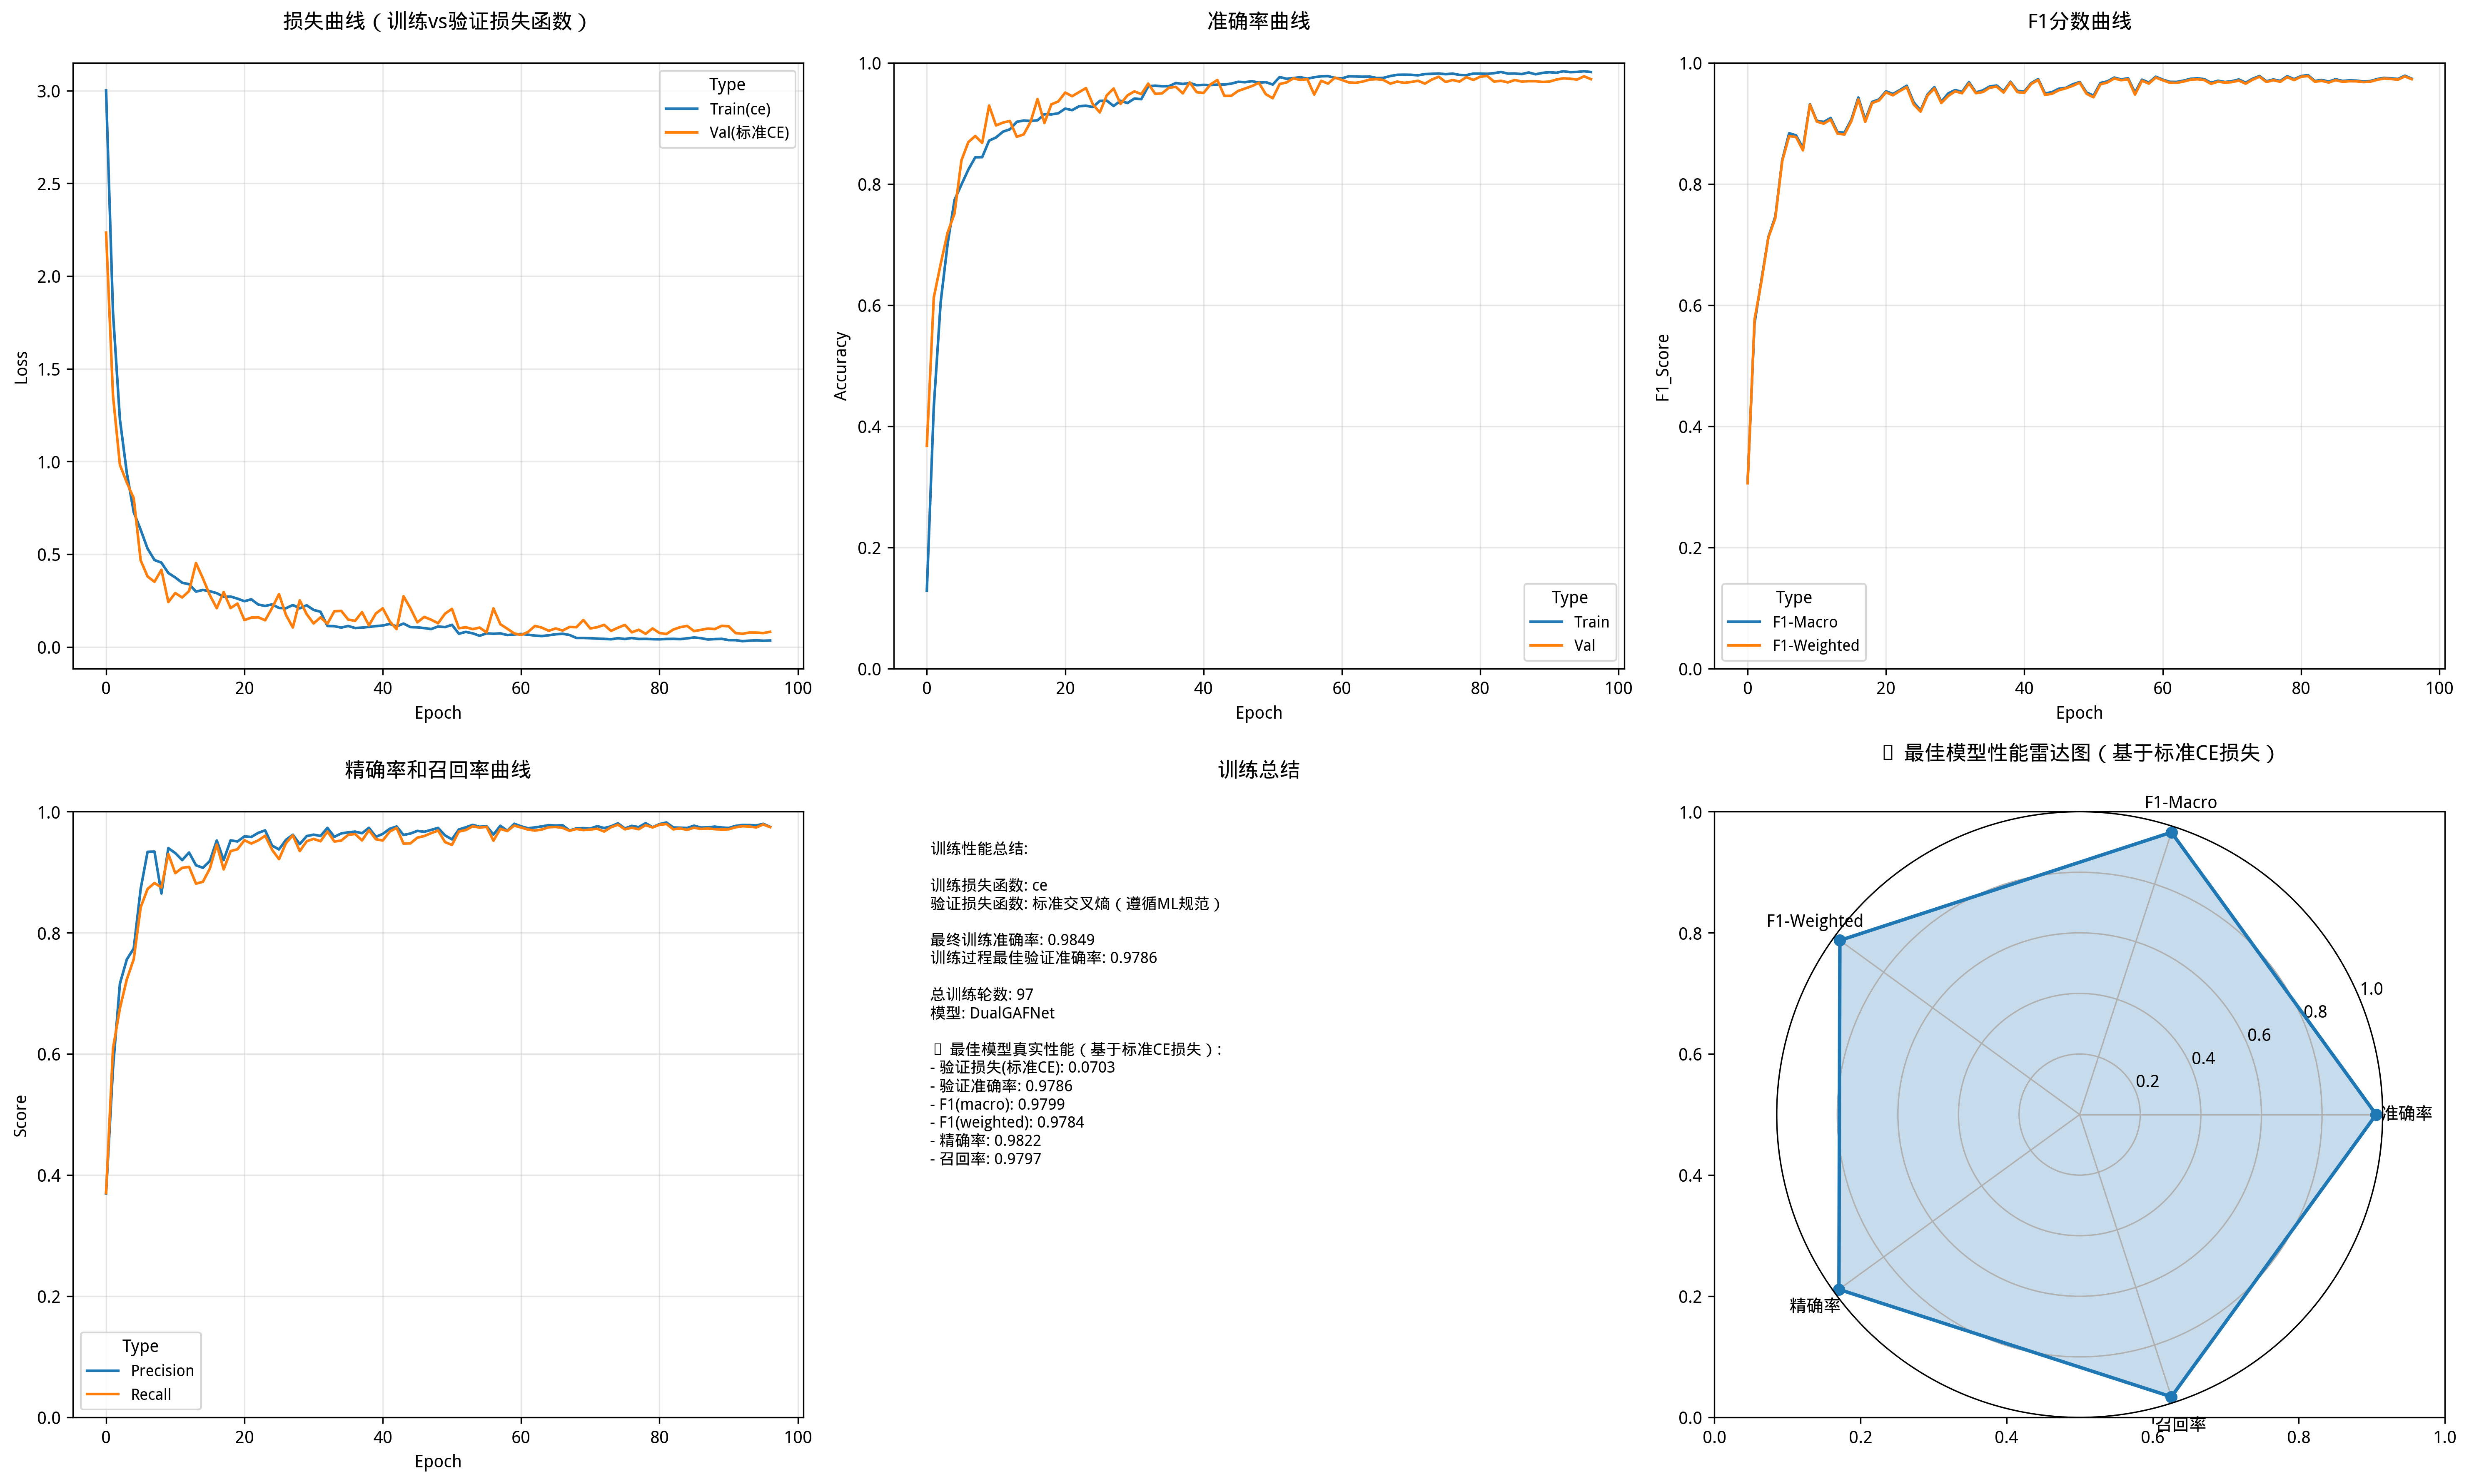 损失曲线（训练vs验证损失函数）
Loss
3.0
2.5
2.0
1.5
1.0
0.5
0.0
0 20 40 60 80 100
Epoch
Type
Train(ce)
Val(标准CE)
准确率曲线
Accuracy
1.0
0.8
0.6
0.4
0.2
0.0
0 20 40 60 80 100
Epoch
Type
Train
Val
F1分数曲线
F1_Score
1.0
0.8
0.6
0.4
0.2
0.0
0 20 40 60 80 100
Epoch
Type
F1-Macro
F1-Weighted
精确率和召回率曲线
Score
1.0
0.8
0.6
0.4
0.2
0.0
0 20 40 60 80 100
Epoch
Type
Precision
Recall
训练总结
训练性能总结:
训练损失函数: ce
验证损失函数: 标准交叉熵（遵循ML规范）
最终训练准确率: 0.9849
训练过程最佳验证准确率: 0.9786
总训练轮数: 97
模型: DualGAFNet
最佳模型真实性能（基于标准CE损失）:
- 验证损失(标准CE): 0.0703
- 验证准确率: 0.9786
- F1(macro): 0.9799
- F1(weighted): 0.9784
- 精确率: 0.9822
- 召回率: 0.9797
最佳模型性能雷达图（基于标准CE损失）
1.0
0.8
0.6
0.4
0.2
0.0
0.0 0.2 0.4 0.6 0.8 1.0
F1-Macro
F1-Weighted
准确率
精确率
召回率
1.0
0.8
0.6
0.4
0.2